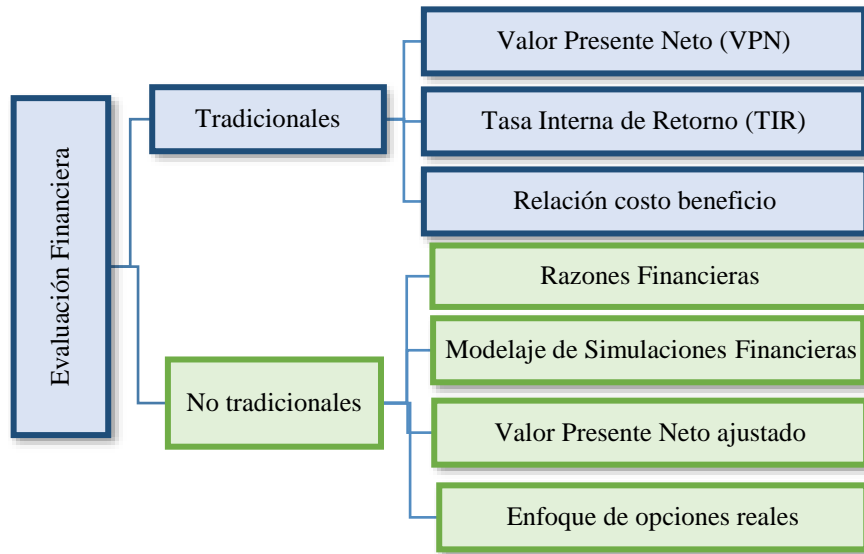 Evaluación Financiera
Tradicionales
Valor Presente Neto (VPN)
Tasa Interna de Retorno (TIR)
Relación costo beneficio
No tradicionales
Razones Financieras
Modelaje de Simulaciones Financieras
Valor Presente Neto ajustado
Enfoque de opciones reales